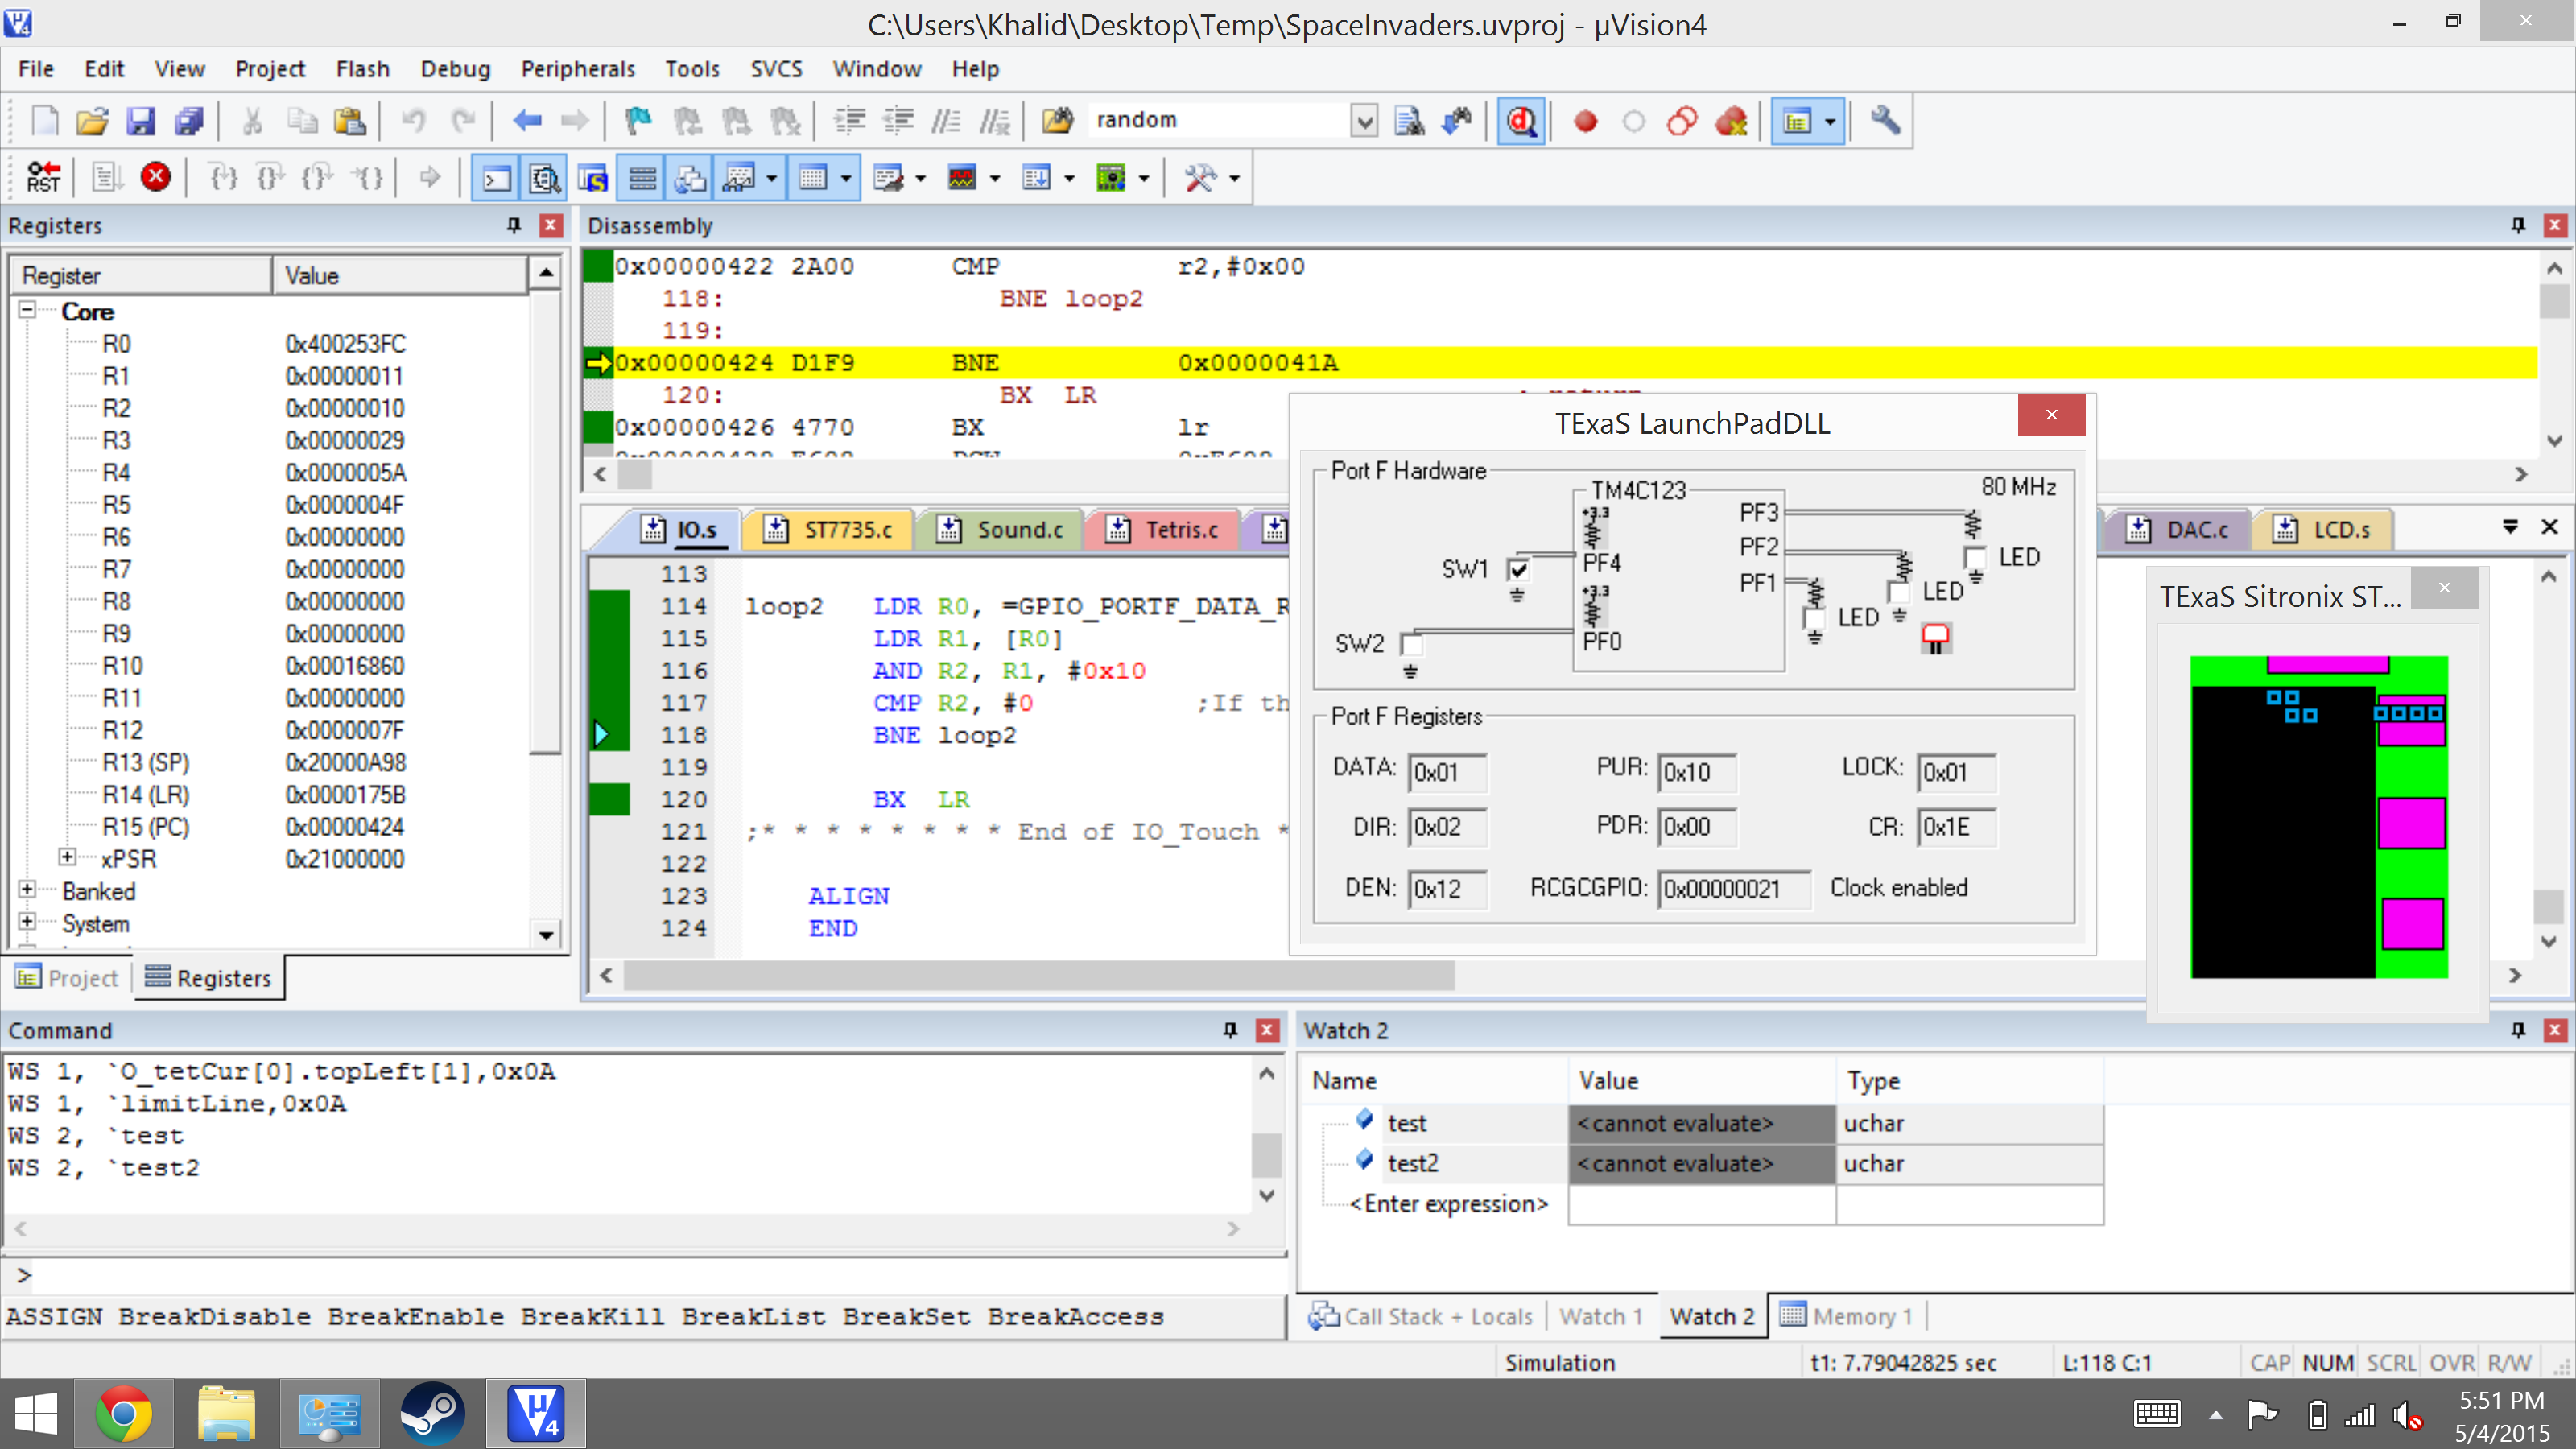 C:\Users\Khalid\Desktop\Temp\SpaceInvaders.uvproj - µVision4
File Edit View Project Flash Debug Peripherals Tools SVCS Window Help
random
RST
Registers
Register Value
Core
R0 0x400253FC
R1 0x00000011
R2 0x00000010
R3 0x00000029
R4 0x0000005A
R5 0x0000004F
R6 0x00000000
R7 0x00000000
R8 0x00000000
R9 0x00000000
R10 0x00016860
R11 0x00000000
R12 0x0000007F
R13 (SP) 0x20000A98
R14 (LR) 0x0000175B
R15 (PC) 0x00000424
xPSR 0x21000000
Banked
System
Project Registers
Disassembly
0x00000422 2A00 CMP r2,#0x00
118: BNE loop2
119:
0x00000424 D1F9 BNE 0x0000041A
120: BX LR ; return
0x00000426 4770 BX lr
IO.s ST7735.c Sound.c Tetris.c DAC.c LCD.s
113
114 loop2 LDR R0, =GPIO_PORTF_DATA_R
115 LDR R1, [R0]
116 AND R2, R1, #0x10
117 CMP R2, #0 ;If th
118 BNE loop2
119
120 BX LR
121 ;* * * * * * * * End of IO_Touch *
122
123 ALIGN
124 END
TExaS LaunchPadDLL
Port F Hardware
TM4C123
80 MHz
+3.3
PF3
PF2
LED
SW1
PF4
PF1
LED
+3.3
LED
SW2
PF0
Port F Registers
DATA: 0x01 PUR: 0x10 LOCK: 0x01
DIR: 0x02 PDR: 0x00 CR: 0x1E
DEN: 0x12 RCGCGPIO: 0x00000021 Clock enabled
TExaS Sitronix ST...
Command
WS 1, `O_tetCur[0].topLeft[1],0x0A
WS 1, `limitLine,0x0A
WS 2, `test
WS 2, `test2
>
ASSIGN BreakDisable BreakEnable BreakKill BreakList BreakSet BreakAccess
Watch 2
Name Value Type
test <cannot evaluate> uchar
test2 <cannot evaluate> uchar
<Enter expression>
Call Stack + Locals Watch 1 Watch 2 Memory 1
Simulation t1: 7.79042825 sec L:118 C:1 CAP NUM SCRL OVR R/W
5:51 PM
5/4/2015